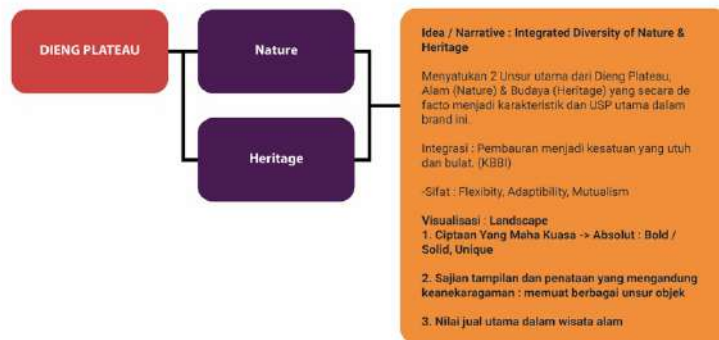 DIENG PLATEAU
Nature
Heritage
Idea / Narrative : Integrated Diversity of Nature &
Heritage
Menyatukan 2 Unsur utama dari Dieng Plateau,
Alam (Nature) & Budaya (Heritage) yang secara de
facto menjadi karakteristik dan USP utama dalam
brand ini.
Integrasi : Pembauran menjadi kesatuan yang utuh
dan bulat. (KBBI)
-Sifat : Flexibity, Adaptibility, Mutualism
Visualisasi : Landscape
1. Ciptaan Yang Maha Kuasa -> Absolut : Bold /
Solid, Unique
2. Sajian tampilan dan penataan yang mengandung
keanekaragaman : memuat berbagai unsur objek
3. Nilai jual utama dalam wisata alam